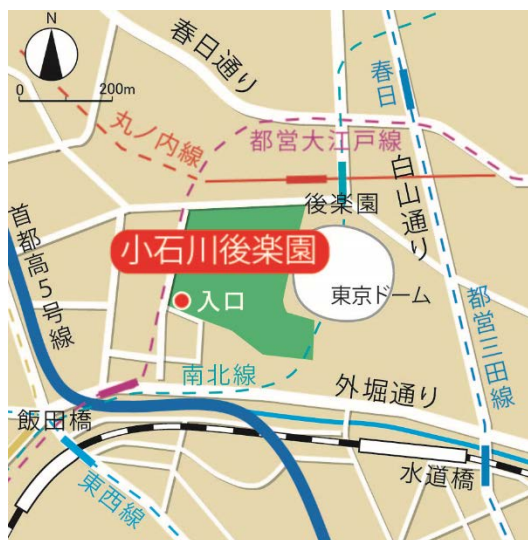 N
0 200m
春日通り
春日
丸ノ内線
都営大江戸線
白山通り
後楽園
首都高5号線
小石川後楽園
入口
東京ドーム
都営三田線
南北線
外堀通り
飯田橋
水道橋
東西線